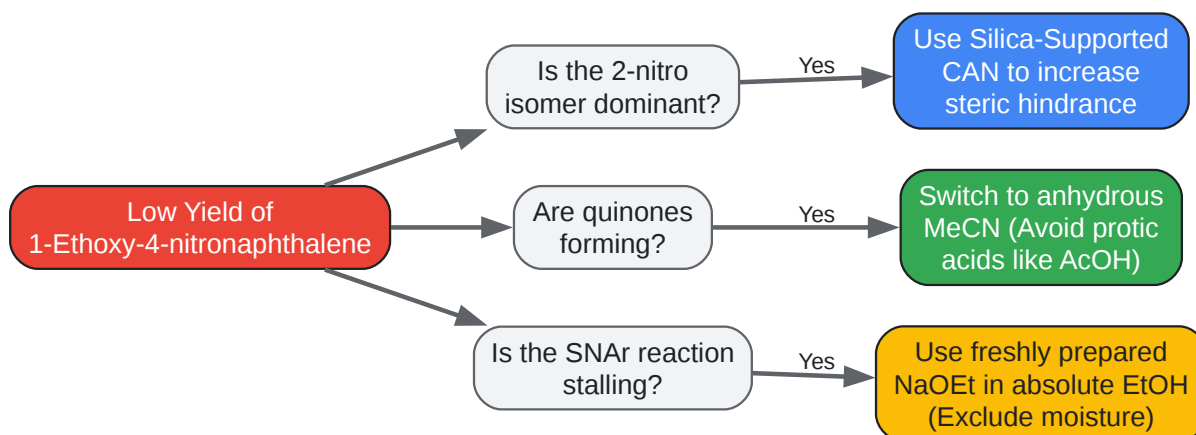 Low Yield of
1-Ethoxy-4-nitronaphthalene
Is the 2-nitro
isomer dominant?
Yes
Use Silica-Supported
CAN to increase
steric hindrance
Are quinones
forming?
Yes
Switch to anhydrous
MeCN (Avoid protic
acids like AcOH)
Is the SNAr reaction
stalling?
Yes
Use freshly prepared
NaOEt in absolute EtOH
(Exclude moisture)